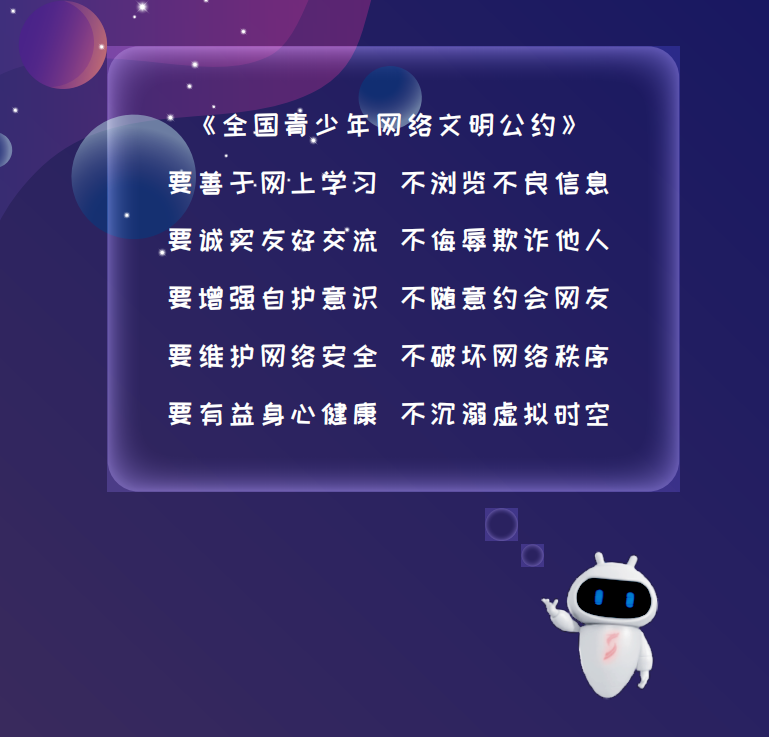 《全国青少年网络文明公约》
要善于网上学习 不浏览不良信息
要诚实友好交流 不侮辱欺诈他人
要增强自护意识 不随意约会网友
要维护网络安全 不破坏网络秩序
要有益身心健康 不沉溺虚拟时空